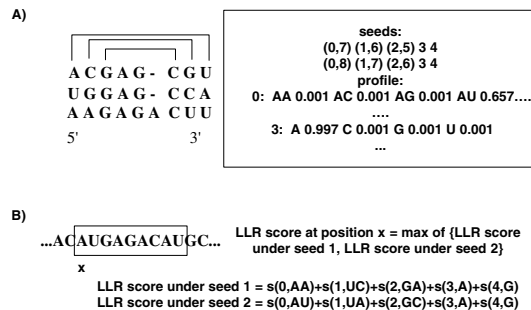 A)
A C G A G - C G U
U G G A G - C C A
A A G A G A C U U
5' 3'
seeds:
(0,7) (1,6) (2,5) 3 4
(0,8) (1,7) (2,6) 3 4
profile:
0: AA 0.001 AC 0.001 AG 0.001 AU 0.657....
....
3: A 0.997 C 0.001 G 0.001 U 0.001
...
B)
...ACAUGAGACAUGC...
x
LLR score at position x = max of {LLR score
under seed 1, LLR score under seed 2}
LLR score under seed 1 = s(0,AA)+s(1,UC)+s(2,GA)+s(3,A)+s(4,G)
LLR score under seed 2 = s(0,AU)+s(1,UA)+s(2,GC)+s(3,A)+s(4,G)